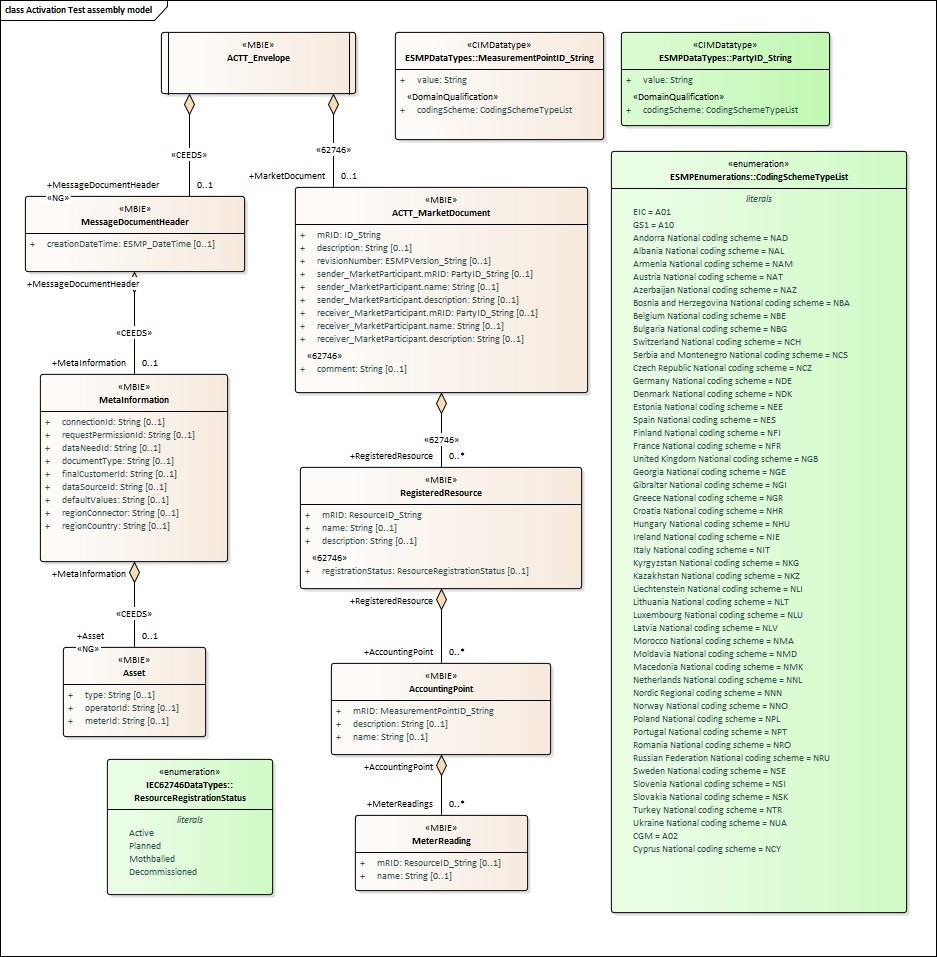 class Activation Test assembly model
«MBIE»
ACTT_Envelope
«CIMDatatype»
ESMPDataTypes::MeasurementPointID_String
+ value: String
«DomainQualification»
+ codingScheme: CodingSchemeTypeList
«CIMDatatype»
ESMPDataTypes::PartyID_String
+ value: String
«DomainQualification»
+ codingScheme: CodingSchemeTypeList
«CEEDS»
+MessageDocumentHeader 0..1
«NG»
«62746»
+MarketDocument 0..1
«MBIE»
MessageDocumentHeader
+ creationDateTime: ESMP_DateTime [0..1]
+MessageDocumentHeader
«CEEDS»
+MetaInformation 0..1
«MBIE»
MetaInformation
+ connectionId: String [0..1]
+ requestPermissionId: String [0..1]
+ dataNeedId: String [0..1]
+ documentType: String [0..1]
+ finalCustomerId: String [0..1]
+ dataSourceId: String [0..1]
+ defaultValues: String [0..1]
+ regionConnector: String [0..1]
+ regionCountry: String [0..1]
+MetaInformation
«CEEDS»
+Asset 0..1
«NG»
«MBIE»
Asset
+ type: String [0..1]
+ operatorId: String [0..1]
+ meterId: String [0..1]
«enumeration»
IEC62746DataTypes::
ResourceRegistrationStatus
literals
Active
Planned
Mothballed
Decommissioned
«MBIE»
ACTT_MarketDocument
+ mRID: ID_String
+ description: String [0..1]
+ revisionNumber: ESMPVersion_String [0..1]
+ sender_MarketParticipant.mRID: PartyID_String [0..1]
+ sender_MarketParticipant.name: String [0..1]
+ sender_MarketParticipant.description: String [0..1]
+ receiver_MarketParticipant.mRID: PartyID_String [0..1]
+ receiver_MarketParticipant.name: String [0..1]
+ receiver_MarketParticipant.description: String [0..1]
«62746»
+ comment: String [0..1]
«62746»
+RegisteredResource 0..*
«MBIE»
RegisteredResource
+ mRID: ResourceID_String
+ name: String [0..1]
+ description: String [0..1]
«62746»
+ registrationStatus: ResourceRegistrationStatus [0..1]
+RegisteredResource
+AccountingPoint 0..*
«MBIE»
AccountingPoint
+ mRID: MeasurementPointID_String
+ description: String [0..1]
+ name: String [0..1]
+AccountingPoint
+MeterReadings 0..*
«MBIE»
MeterReading
+ mRID: ResourceID_String [0..1]
+ name: String [0..1]
«enumeration»
ESMPEnumerations::CodingSchemeTypeList
literals
EIC = A01
GS1 = A10
Andorra National coding scheme = NAD
Albania National coding scheme = NAL
Armenia National coding scheme = NAM
Austria National coding scheme = NAT
Azerbaijan National coding scheme = NAZ
Bosnia and Herzegovina National coding scheme = NBA
Belgium National coding scheme = NBE
Bulgaria National coding scheme = NBG
Switzerland National coding scheme = NCH
Serbia and Montenegro National coding scheme = NCS
Czech Republic National coding scheme = NCZ
Germany National coding scheme = NDE
Denmark National coding scheme = NDK
Estonia National coding scheme = NEE
Spain National coding scheme = NES
Finland National coding scheme = NFI
France National coding scheme = NFR
United Kingdom National coding scheme = NGB
Georgia National coding scheme = NGE
Gibraltar National coding scheme = NGI
Greece National coding scheme = NGR
Croatia National coding scheme = NHR
Hungary National coding scheme = NHU
Ireland National coding scheme = NIE
Italy National coding scheme = NIT
Kyrgyzstan National coding scheme = NKG
Kazakhstan National coding scheme = NKZ
Liechtenstein National coding scheme = NLI
Lithuania National coding scheme = NLT
Luxembourg National coding scheme = NLU
Latvia National coding scheme = NLV
Morocco National coding scheme = NMA
Moldavia National coding scheme = NMD
Macedonia National coding scheme = NMK
Netherlands National coding scheme = NNL
Nordic Regional coding scheme = NNN
Norway National coding scheme = NNO
Poland National coding scheme = NPL
Portugal National coding scheme = NPT
Romania National coding scheme = NRO
Russian Federation National coding scheme = NRU
Sweden National coding scheme = NSE
Slovenia National coding scheme = NSI
Slovakia National coding scheme = NSK
Turkey National coding scheme = NTR
Ukraine National coding scheme = NUA
CGM = A02
Cyprus National coding scheme = NCY